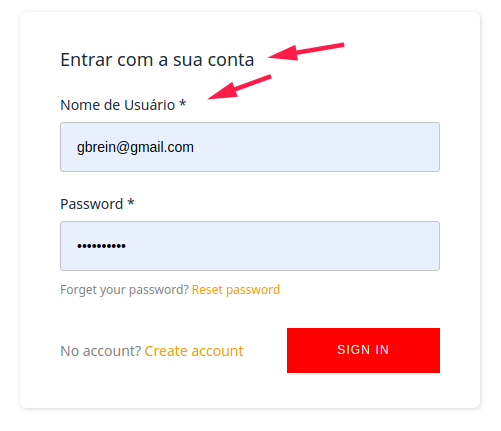 Entrar com a sua conta
Nome de Usuário *
gbrein@gmail.com
Password *
••••••••••
Forget your password? Reset password
No account? Create account
SIGN IN